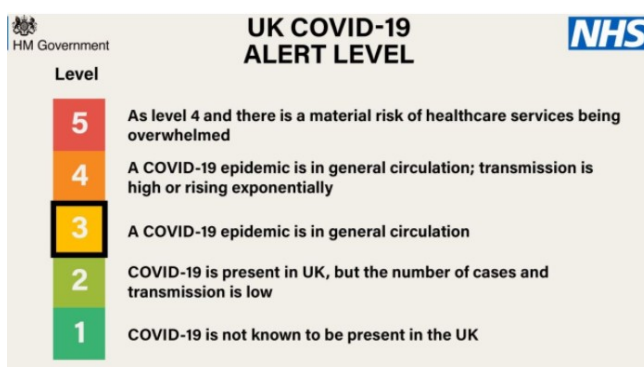 HM Government
UK COVID-19
ALERT LEVEL
NHS
Level
5
As level 4 and there is a material risk of healthcare services being
overwhelmed
4
A COVID-19 epidemic is in general circulation; transmission is
high or rising exponentially
3
A COVID-19 epidemic is in general circulation
2
COVID-19 is present in UK, but the number of cases and
transmission is low
1
COVID-19 is not known to be present in the UK